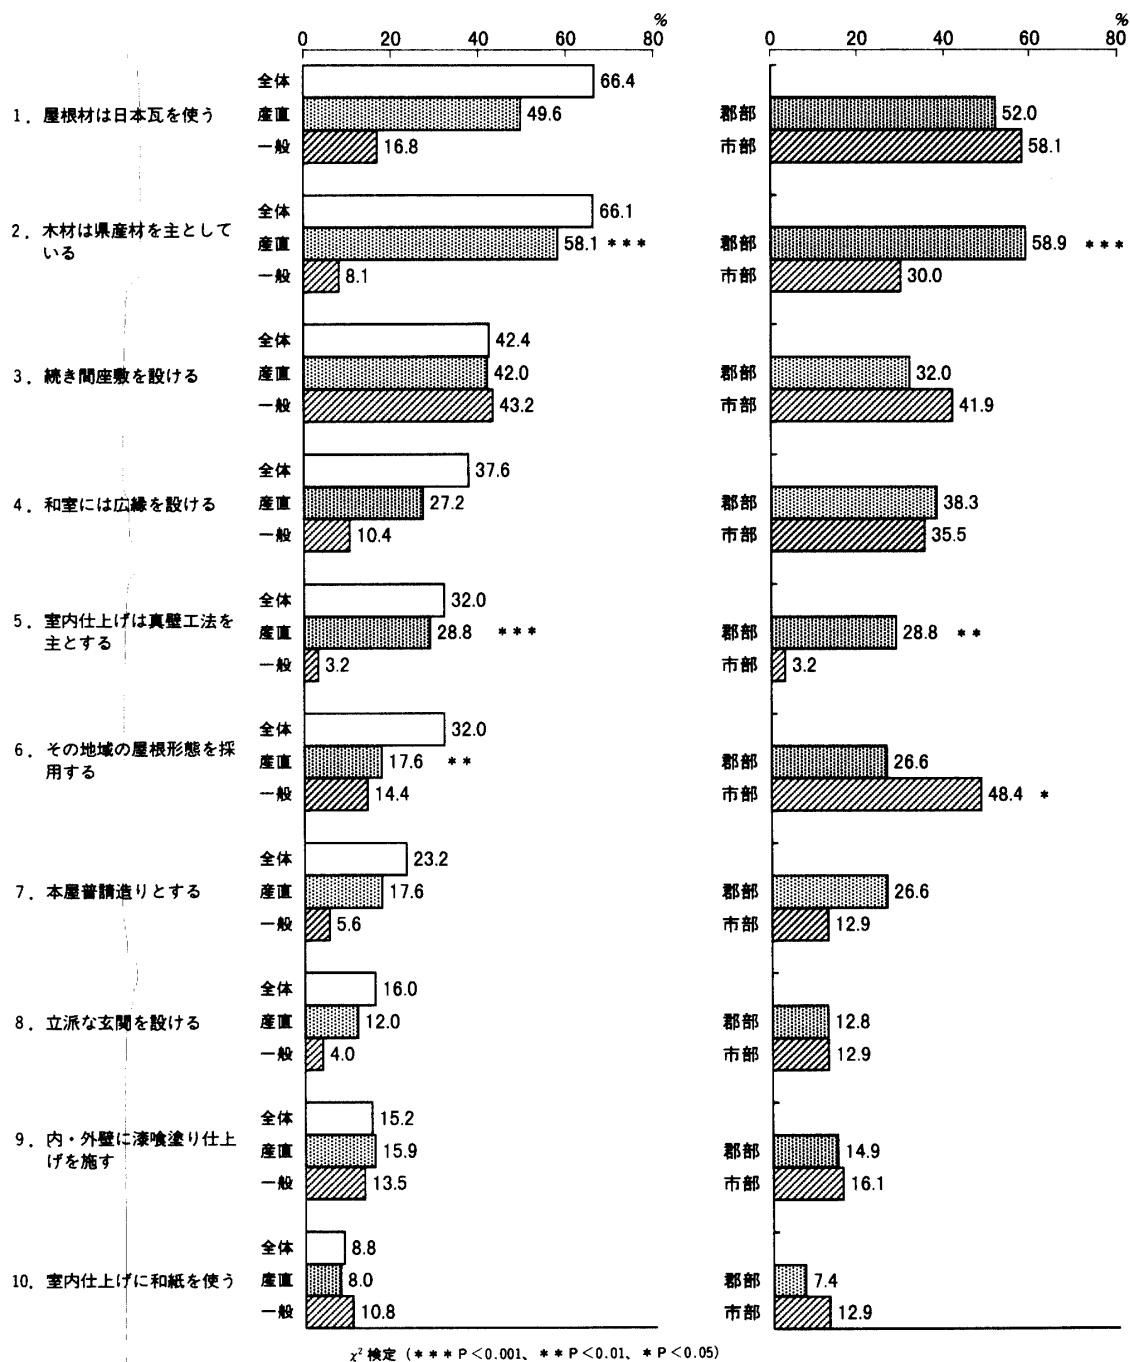 %
%
0 20 40 60 80
0 20 40 60 80
1. 屋根材は日本瓦を使う
全体 66.4
産直 49.6
一般 16.8
郡部 52.0
市部 58.1
2. 木材は県産材を主として
いる
全体 66.1
産直 58.1 ***
一般 8.1
郡部 58.9 ***
市部 30.0
3. 続き間座敷を設ける
全体 42.4
産直 42.0
一般 43.2
郡部 32.0
市部 41.9
4. 和室には広縁を設ける
全体 37.6
産直 27.2
一般 10.4
郡部 38.3
市部 35.5
5. 室内仕上げは真壁工法を
主とする
全体 32.0
産直 28.8 ***
一般 3.2
郡部 28.8 **
市部 3.2
6. その地域の屋根形態を採
用する
全体 32.0
産直 17.6 **
一般 14.4
郡部 26.6
市部 48.4 *
7. 本屋普請造りとする
全体 23.2
産直 17.6
一般 5.6
郡部 26.6
市部 12.9
8. 立派な玄関を設ける
全体 16.0
産直 12.0
一般 4.0
郡部 12.8
市部 12.9
9. 内・外壁に漆喰塗り仕上
げを施す
全体 15.2
産直 15.9
一般 13.5
郡部 14.9
市部 16.1
10. 室内仕上げに和紙を使う
全体 8.8
産直 8.0
一般 10.8
郡部 7.4
市部 12.9
χ² 検定 (*** P<0.001、** P<0.01、* P<0.05)